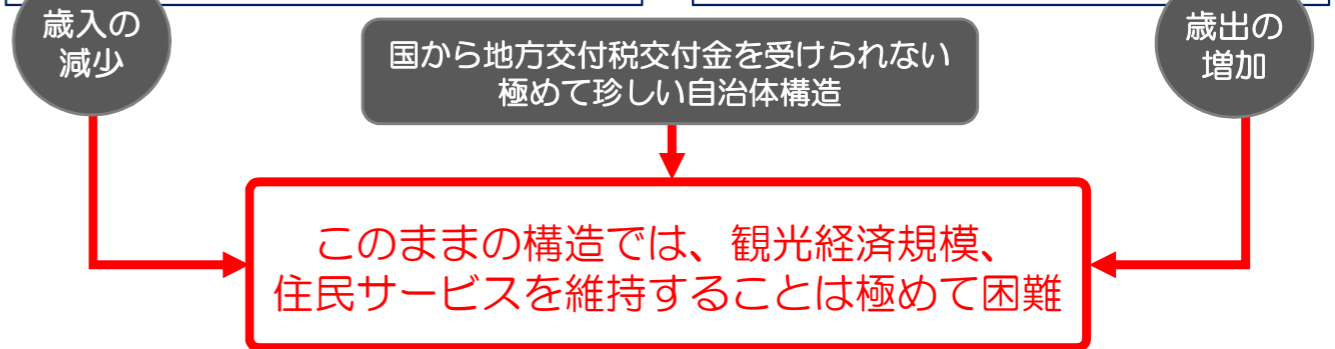 歳入の
減少
国から地方交付税交付金を受けられない
極めて珍しい自治体構造
歳出の
増加
このままの構造では、観光経済規模、
住民サービスを維持することは極めて困難